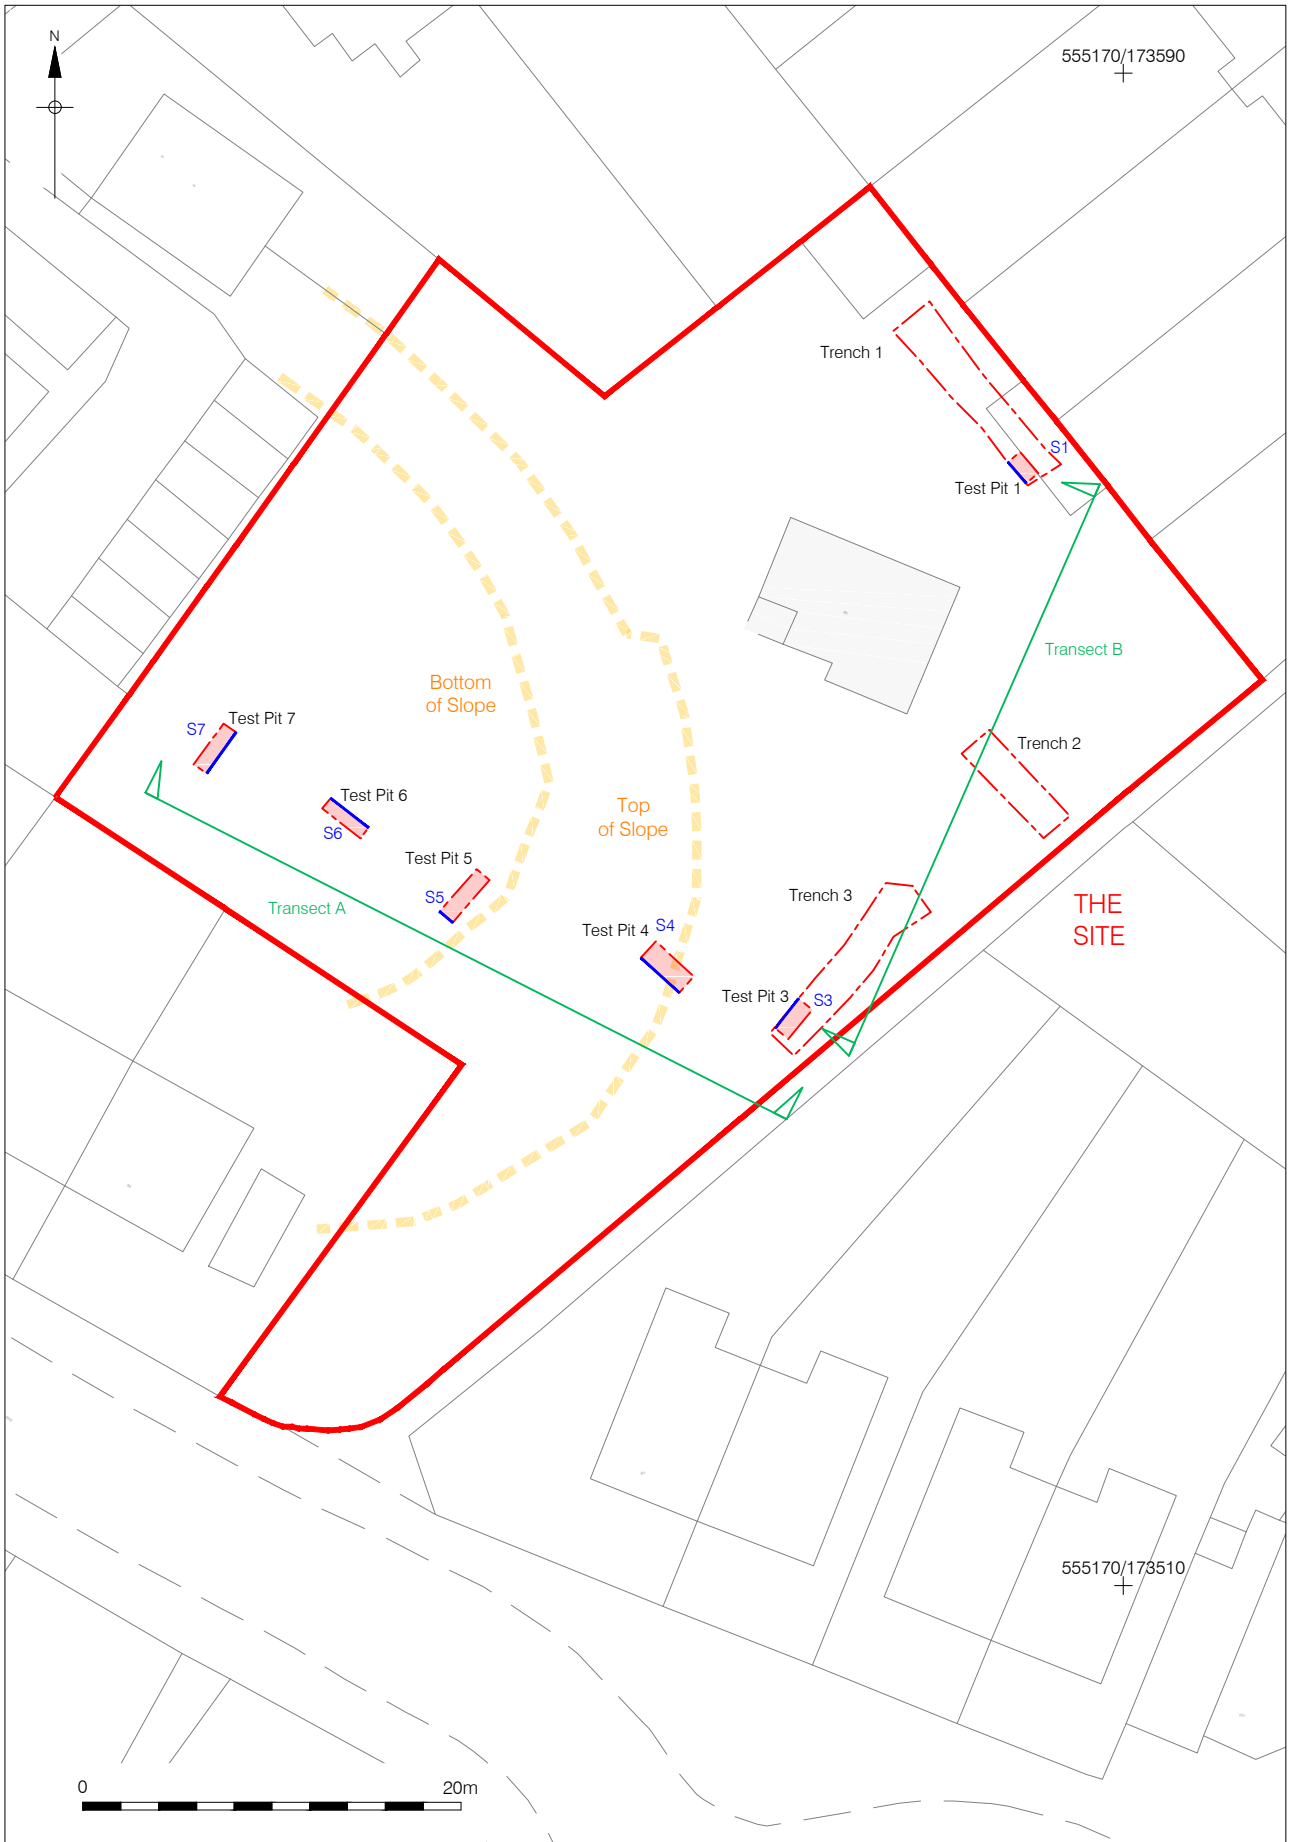 N
555170/173590
Trench 1
S1
Test Pit 1
Transect B
Bottom
of Slope
S7
Test Pit 7
Trench 2
Test Pit 6
S6
Top
of Slope
Test Pit 5
S5
Transect A
Trench 3
THE
SITE
Test Pit 4
S4
Test Pit 3
S3
555170/173510
0
20m